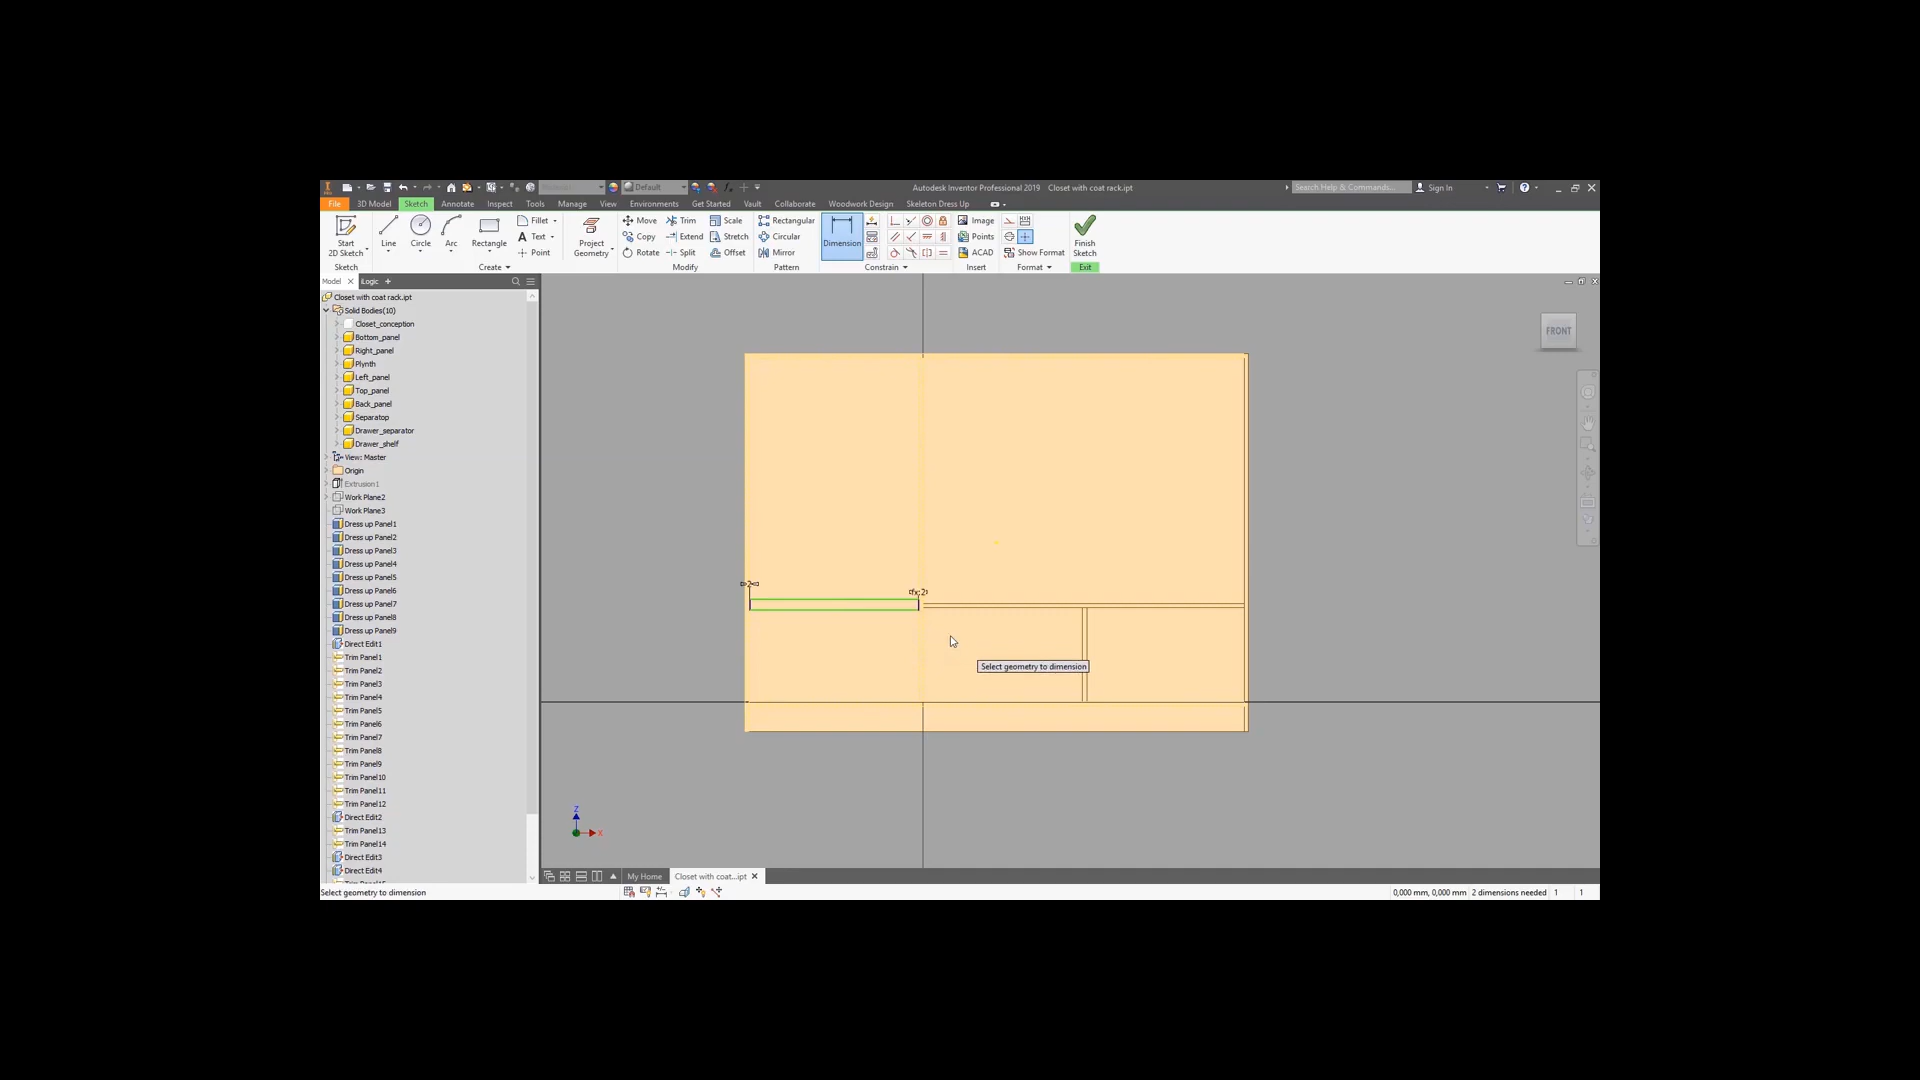 Default
Autodesk Inventor Professional 2019 Closet with coat rack.ipt
Search Help & Commands...
Sign In
File 3D Model Sketch Annotate Inspect Tools Manage View Environments Get Started Vault Collaborate Woodwork Design Skeleton Dress Up
Start
2D Sketch
Line
Circle
Arc
Rectangle
Fillet
Text
Point
Project
Geometry
Move
Copy
Rotate
Trim
Extend
Split
Scale
Stretch
Offset
Rectangular
Circular
Mirror
Dimension
Image
Points
ACAD
Show Format
Finish
Sketch
Sketch Create Modify Pattern Constrain Insert Format Exit
Model iLogic
Closet with coat rack.ipt
Solid Bodies(10)
Closet_conception
Bottom_panel
Right_panel
Plynth
Left_panel
Top_panel
Back_panel
Separatop
Drawer_separator
Drawer_shelf
View: Master
Origin
Extrusion1
Work Plane2
Work Plane3
Dress up Panel1
Dress up Panel2
Dress up Panel3
Dress up Panel4
Dress up Panel5
Dress up Panel6
Dress up Panel7
Dress up Panel8
Dress up Panel9
Direct Edit1
Trim Panel1
Trim Panel2
Trim Panel3
Trim Panel4
Trim Panel5
Trim Panel6
Trim Panel7
Trim Panel8
Trim Panel9
Trim Panel10
Trim Panel11
Trim Panel12
Direct Edit2
Trim Panel13
Trim Panel14
Direct Edit3
Direct Edit4
FRONT
2
fx:2
Select geometry to dimension
Z
X
My Home Closet with coat...ipt
Select geometry to dimension
0,000 mm, 0,000 mm 2 dimensions needed 1 1